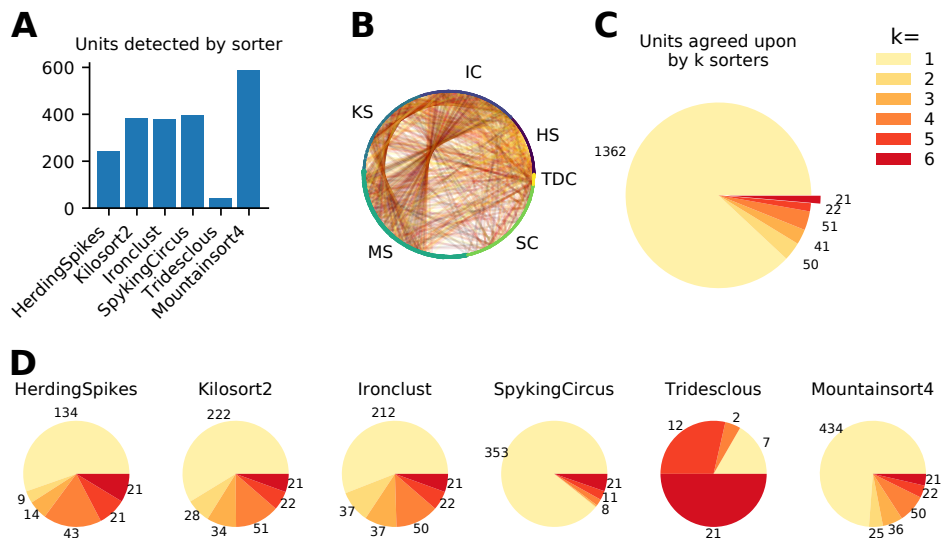 A
Units detected by sorter
600
400
200
0
HerdingSpikes
Kilosort2
Ironclust
SpykingCircus
Tridesclous
Mountainsort4
B
IC
KS
HS
TDC
MS
SC
C
Units agreed upon
by k sorters
1362
21
22
51
41
50
k=
1
2
3
4
5
6
D
HerdingSpikes
134
9
14
43
21
21
Kilosort2
222
28
34
51
22
21
Ironclust
212
37
37
50
22
21
SpykingCircus
353
21
11
8
Tridesclous
12
2
7
21
Mountainsort4
434
25
36
50
22
21